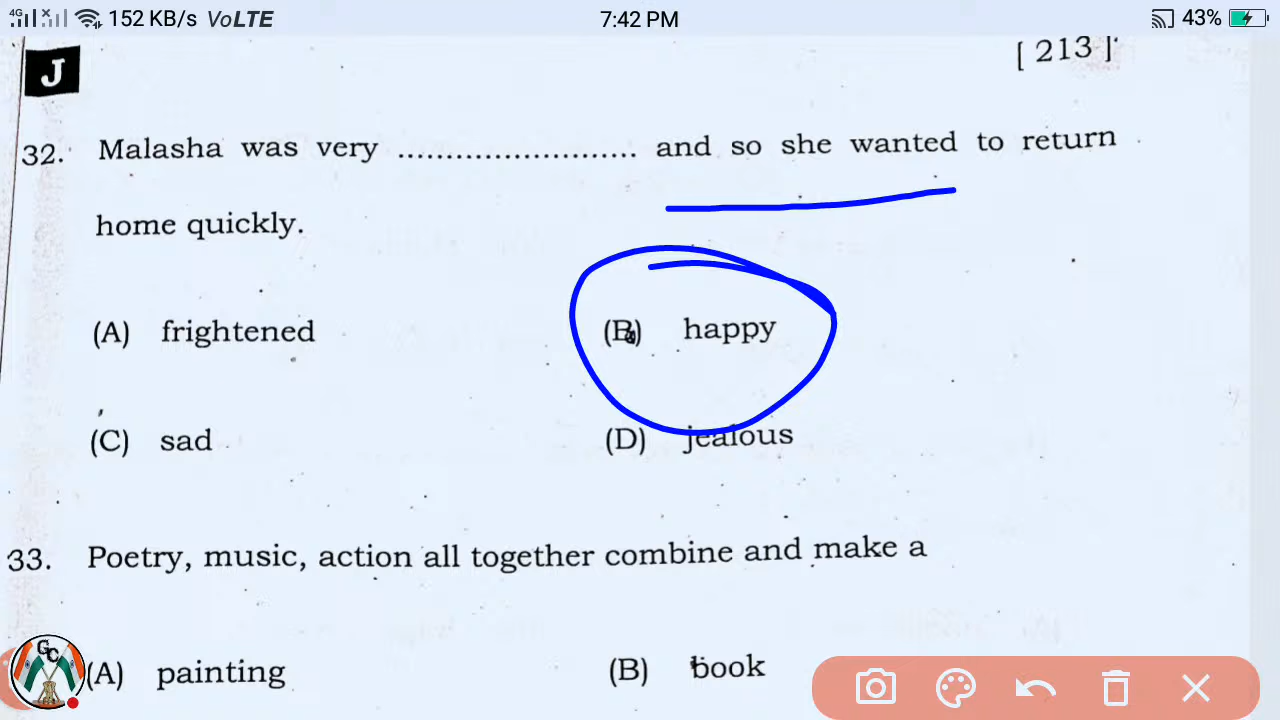 4G 152 KB/s VoLTE 7:42 PM 43%
[ 213 ]
J
32. Malasha was very ......................... and so she wanted to return
home quickly.
(A) frightened (B) happy
(C) sad (D) jealous
33. Poetry, music, action all together combine and make a
GC
(A) painting (B) book